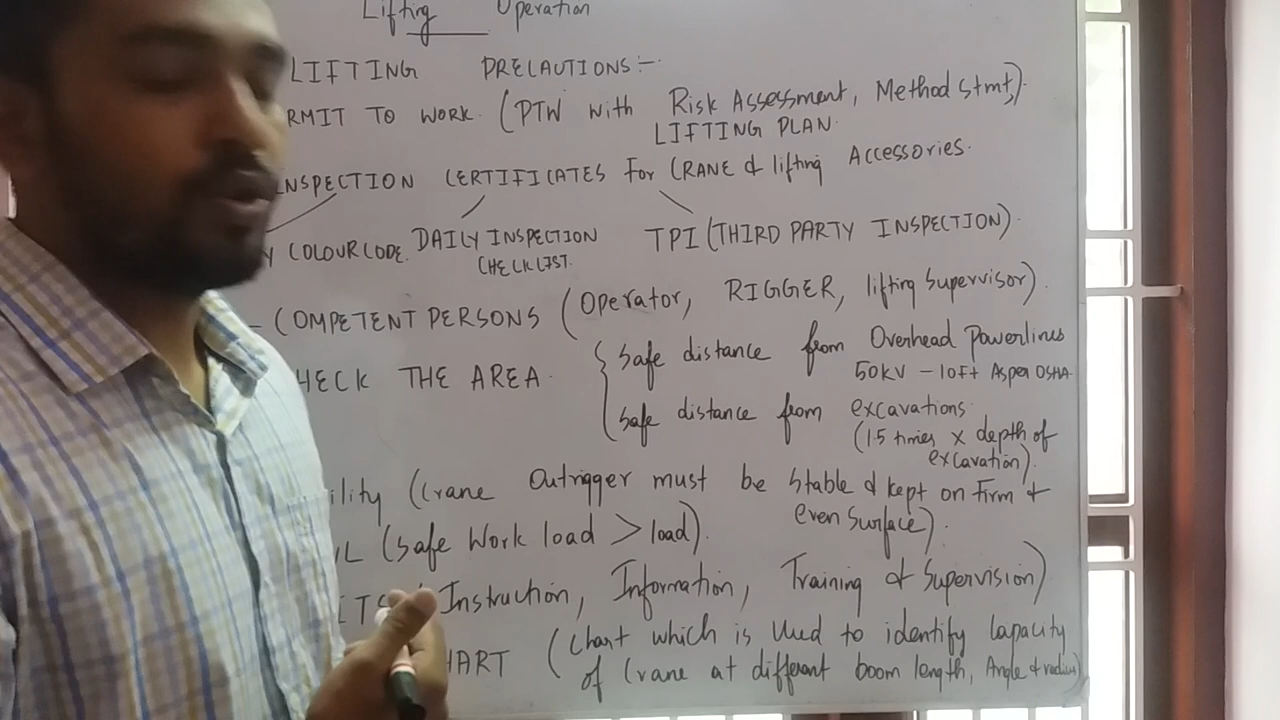 Lifting Operation
LIFTING PRECAUTIONS:-
RMIT TO WORK. (PTW with Risk Assessment, Method Stmt,).
LIFTING PLAN.
INSPECTION CERTIFICATES For CRANE & lifting Accessories.
Y COLOUR CODE. DAILY INSPECTION TPI (THIRD PARTY INSPECTION).
CHECKLIST.
- COMPETENT PERSONS (Operator, RIGGER, lifting Supervisor).
HECK THE AREA. { Safe distance from Overhead Powerlines
50KV - 10ft As per OSHA.
Safe distance from excavations.
(1.5 times x depth of
excavation).
ility (Crane Outrigger must be Stable & kept on Firm &
even Surface).
L (Safe Work load > load).
ITS (Instruction, Information, Training & Supervision)
HART (Chart which is Used to identify Capacity
of Crane at different boom length, Angle & radius)